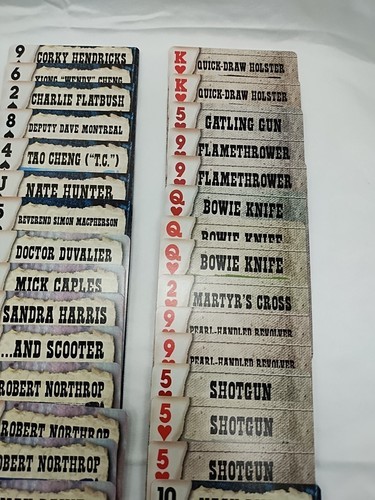 9
CORKY HENDRICKS
6
XIONG "WENDY" CHENG
2
CHARLIE FLATBUSH
8
DEPUTY DAVE MONTREAL
4
TAO CHENG ("T.C.")
J
NATE HUNTER
REVEREND SIMON MACPHERSON
DOCTOR DUVALIER
MICK CAPLES
SANDRA HARRIS
...AND SCOOTER
ROBERT NORTHROP
ROBERT NORTHROP
ROBERT NORTHROP
K
QUICK-DRAW HOLSTER
K
QUICK-DRAW HOLSTER
5
GATLING GUN
9
FLAMETHROWER
9
FLAMETHROWER
Q
BOWIE KNIFE
Q
BOWIE KNIFE
Q
BOWIE KNIFE
2
MARTYR'S CROSS
9
PEARL-HANDLED REVOLVER
9
PEARL-HANDLED REVOLVER
5
SHOTGUN
5
SHOTGUN
5
SHOTGUN
10